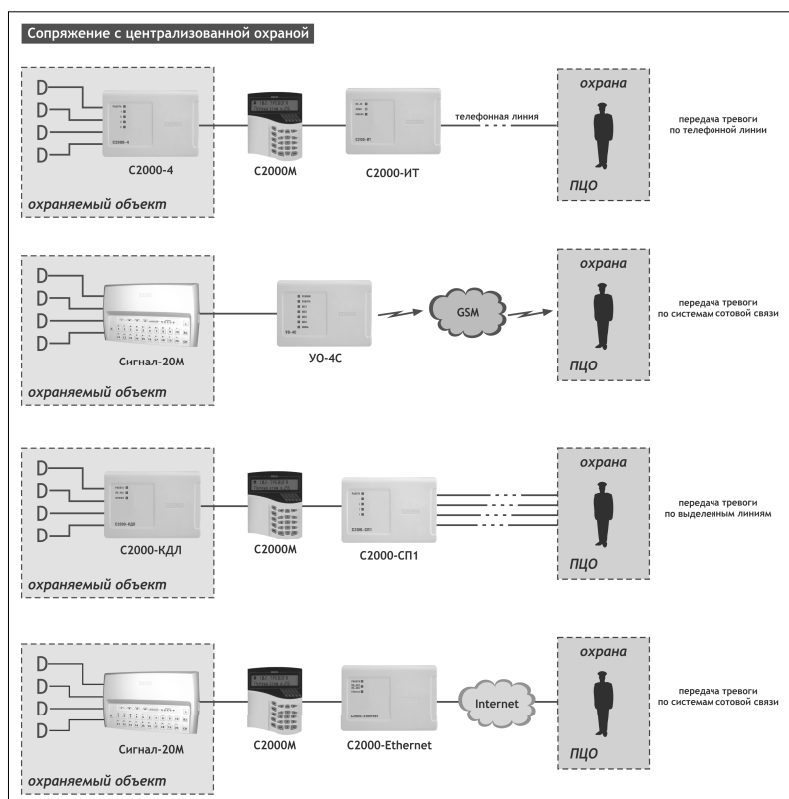 Сопряжение с централизованной охраной
D
D
D
D
С2000-4
охраняемый объект
С2000М
С2000-ИТ
телефонная линия
охрана
ПЦО
передача тревоги
по телефонной линии
D
D
D
D
Сигнал-20М
охраняемый объект
УО-4С
GSM
охрана
ПЦО
передача тревоги
по системам сотовой связи
D
D
D
D
С2000-КДЛ
охраняемый объект
С2000М
С2000-СП1
охрана
ПЦО
передача тревоги
по выделенным линиям
D
D
D
D
Сигнал-20М
охраняемый объект
С2000М
С2000-Ethernet
Internet
охрана
ПЦО
передача тревоги
по системам сотовой связи